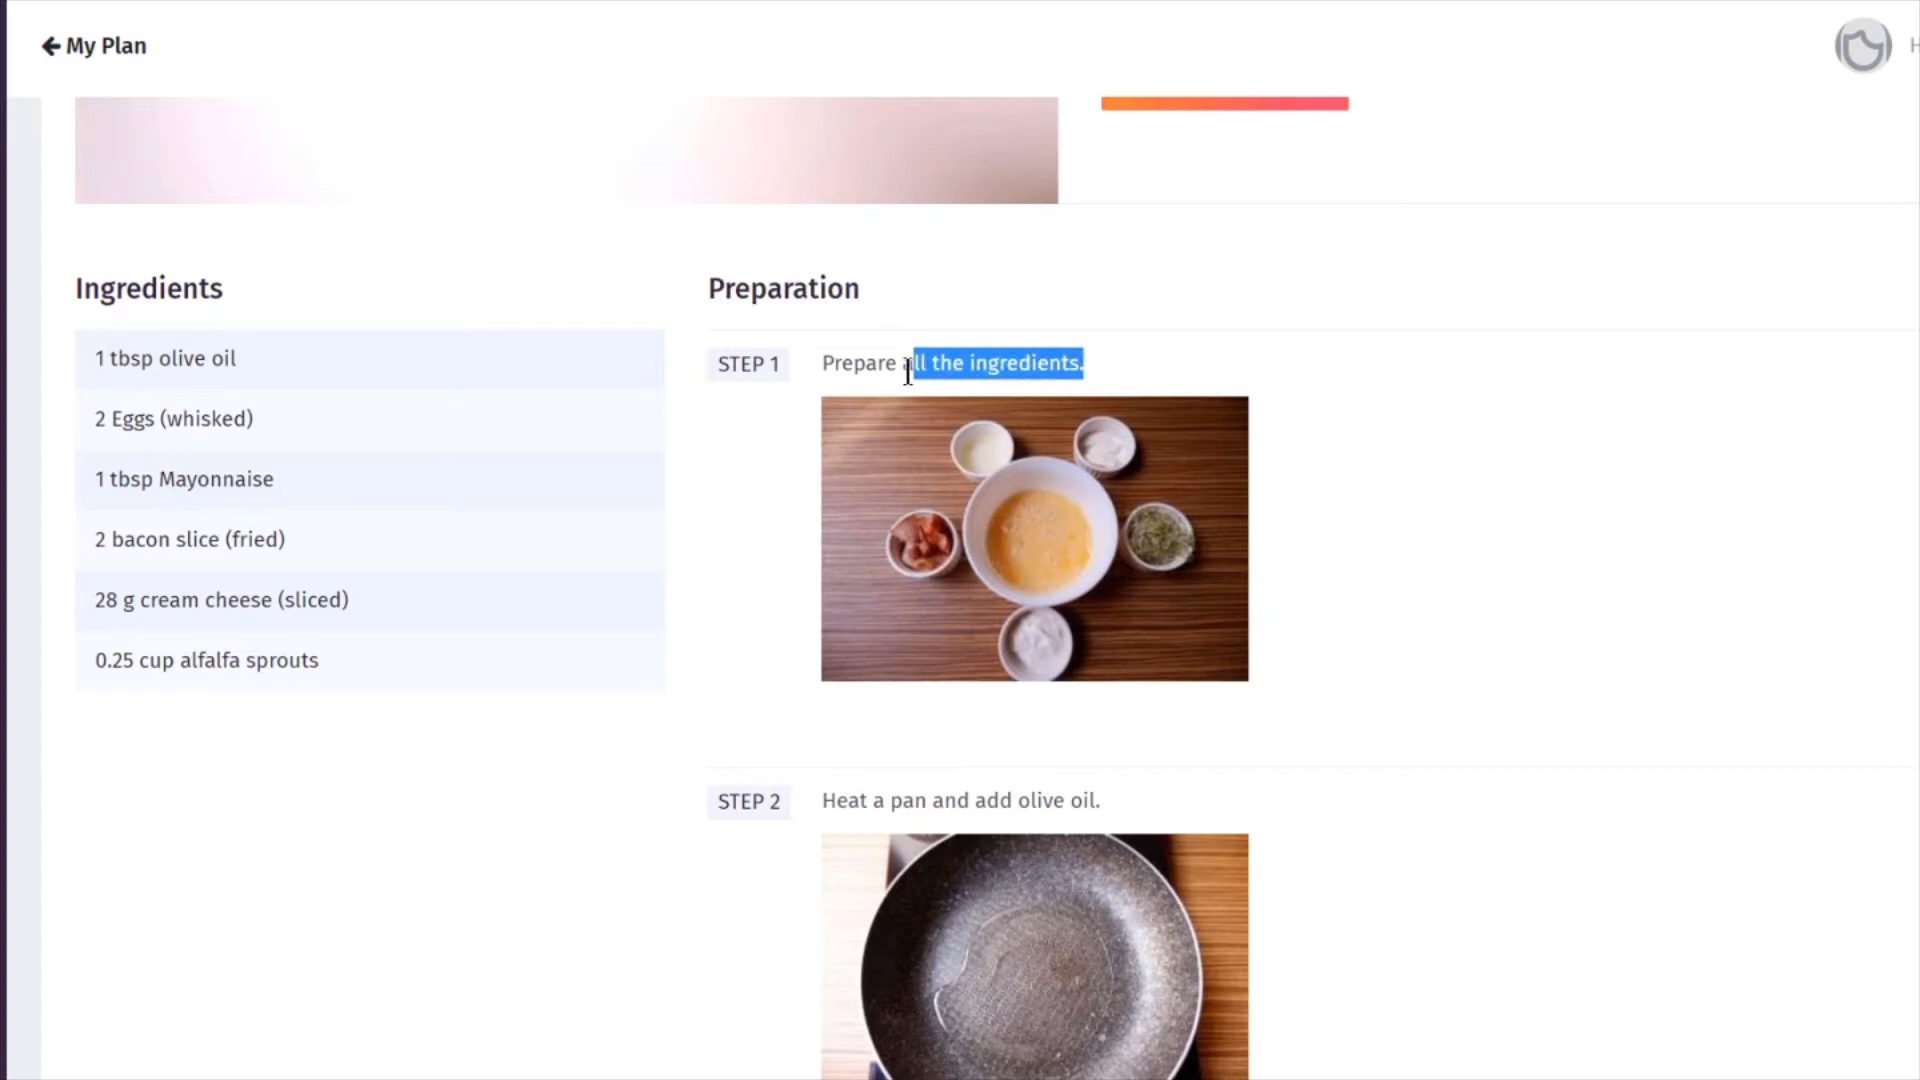 My Plan
Ingredients
1 tbsp olive oil
2 Eggs (whisked)
1 tbsp Mayonnaise
2 bacon slice (fried)
28 g cream cheese (sliced)
0.25 cup alfalfa sprouts
Preparation
STEP 1
Prepare all the ingredients.
STEP 2
Heat a pan and add olive oil.